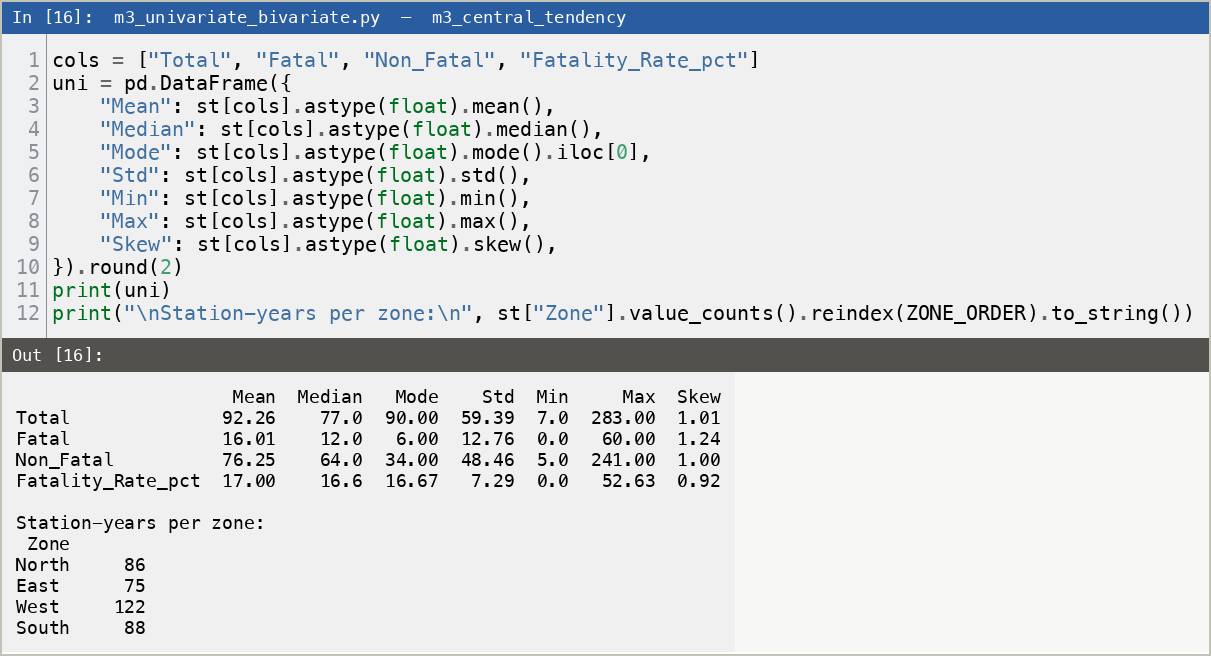 In [16]:  m3_univariate_bivariate.py  —  m3_central_tendency
1 cols = ["Total", "Fatal", "Non_Fatal", "Fatality_Rate_pct"]
2 uni = pd.DataFrame({
3     "Mean": st[cols].astype(float).mean(),
4     "Median": st[cols].astype(float).median(),
5     "Mode": st[cols].astype(float).mode().iloc[0],
6     "Std": st[cols].astype(float).std(),
7     "Min": st[cols].astype(float).min(),
8     "Max": st[cols].astype(float).max(),
9     "Skew": st[cols].astype(float).skew(),
10 }).round(2)
11 print(uni)
12 print("\nStation-years per zone:\n", st["Zone"].value_counts().reindex(ZONE_ORDER).to_string())
Out [16]:
                    Mean  Median   Mode    Std  Min     Max  Skew
Total              92.26    77.0  90.00  59.39  7.0  283.00  1.01
Fatal              16.01    12.0   6.00  12.76  0.0   60.00  1.24
Non_Fatal          76.25    64.0  34.00  48.46  5.0  241.00  1.00
Fatality_Rate_pct  17.00    16.6  16.67   7.29  0.0   52.63  0.92
Station-years per zone:
 Zone
North     86
East      75
West     122
South     88